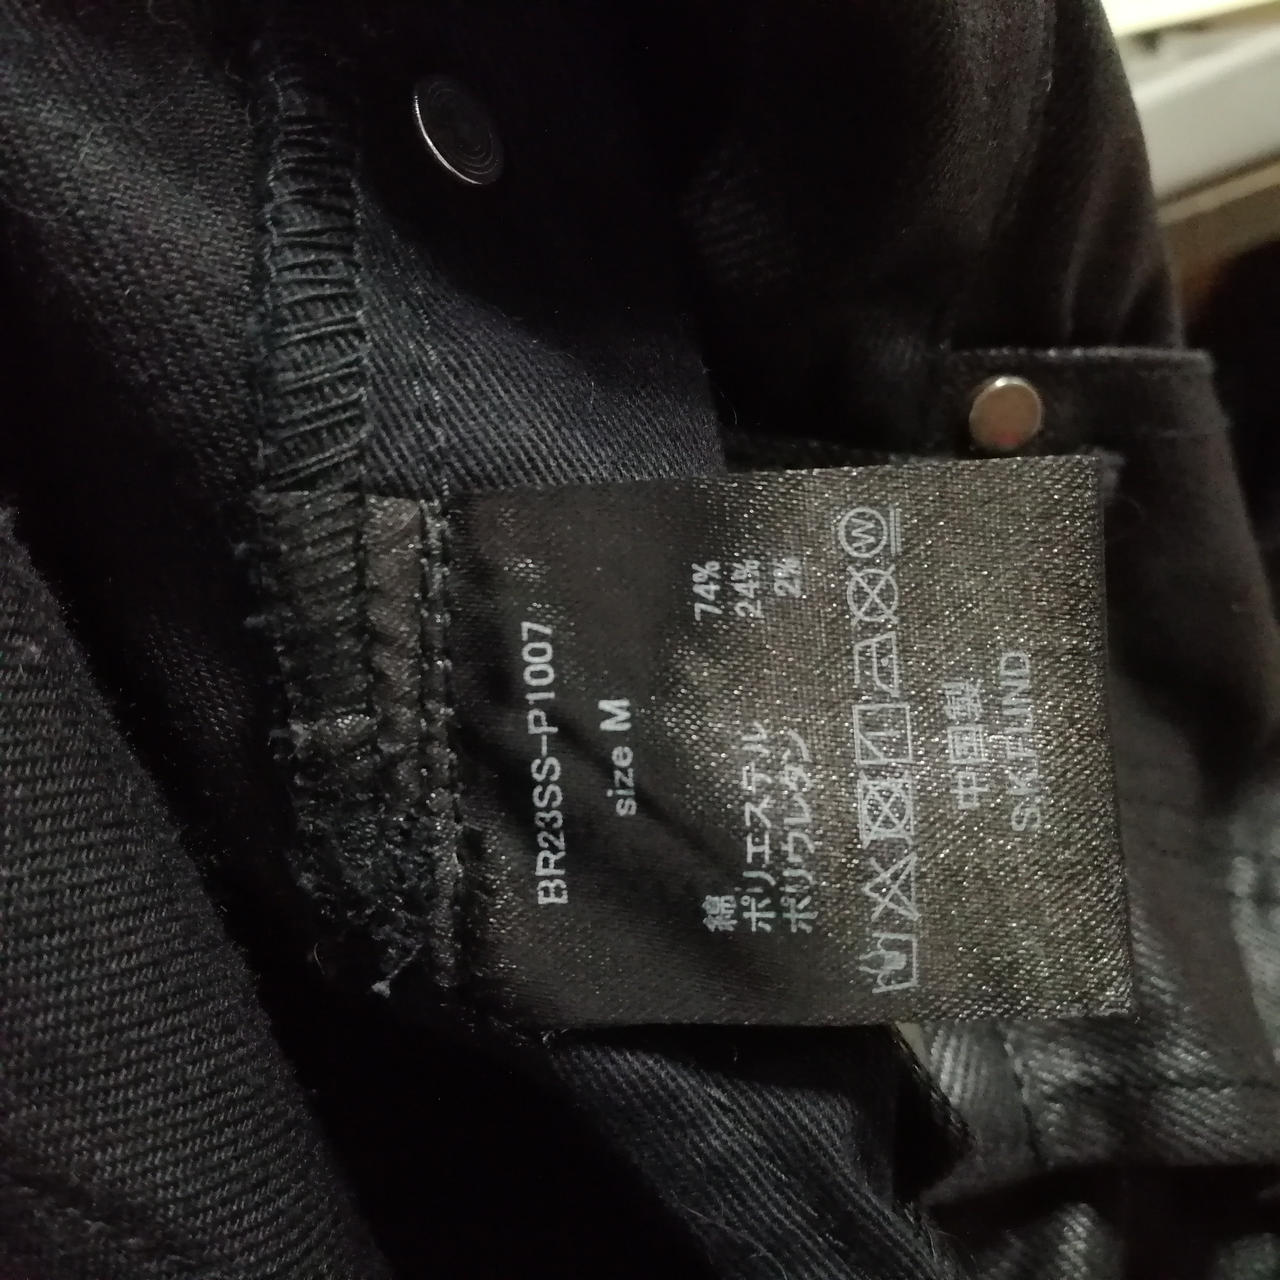 BR23SS-P1007
size M
綿 74%
ポリエステル 24%
ポリウレタン 2%
W
中国製
S.K.FUND